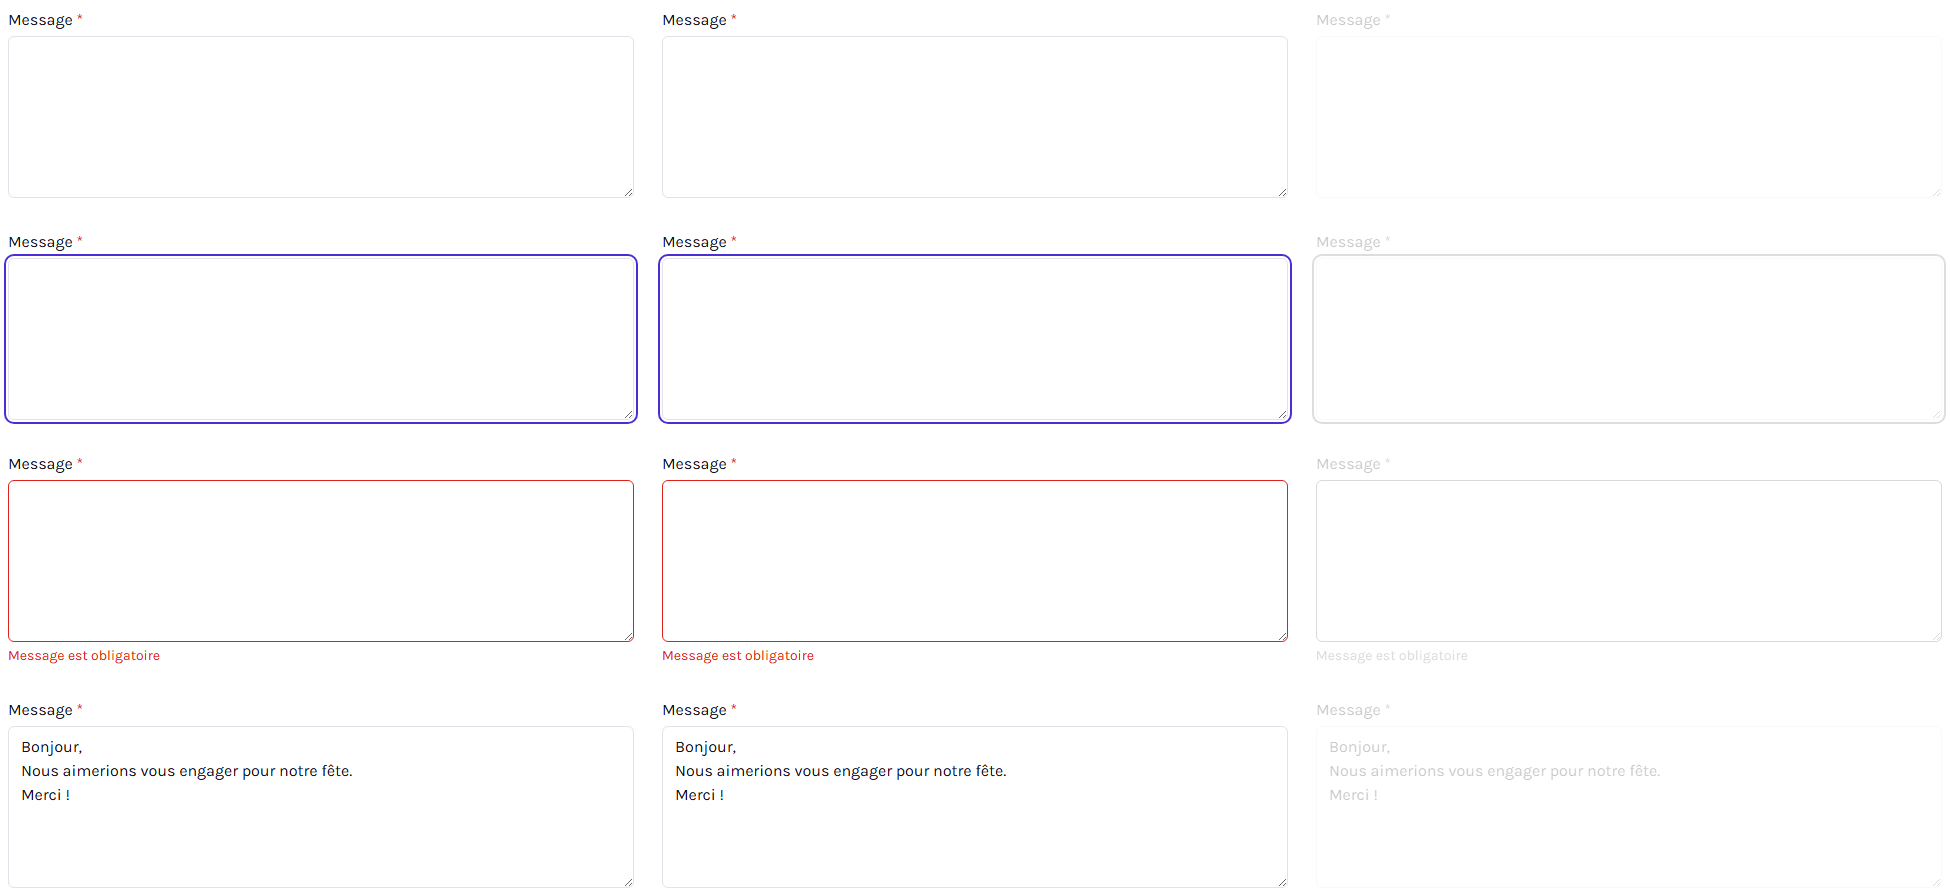 Message *
Message *
Message *
Message *
Message *
Message *
Message *
Message *
Message *
Message est obligatoire
Message est obligatoire
Message est obligatoire
Message *
Message *
Message *
Bonjour,
Nous aimerions vous engager pour notre fête.
Merci !
Bonjour,
Nous aimerions vous engager pour notre fête.
Merci !
Bonjour,
Nous aimerions vous engager pour notre fête.
Merci !